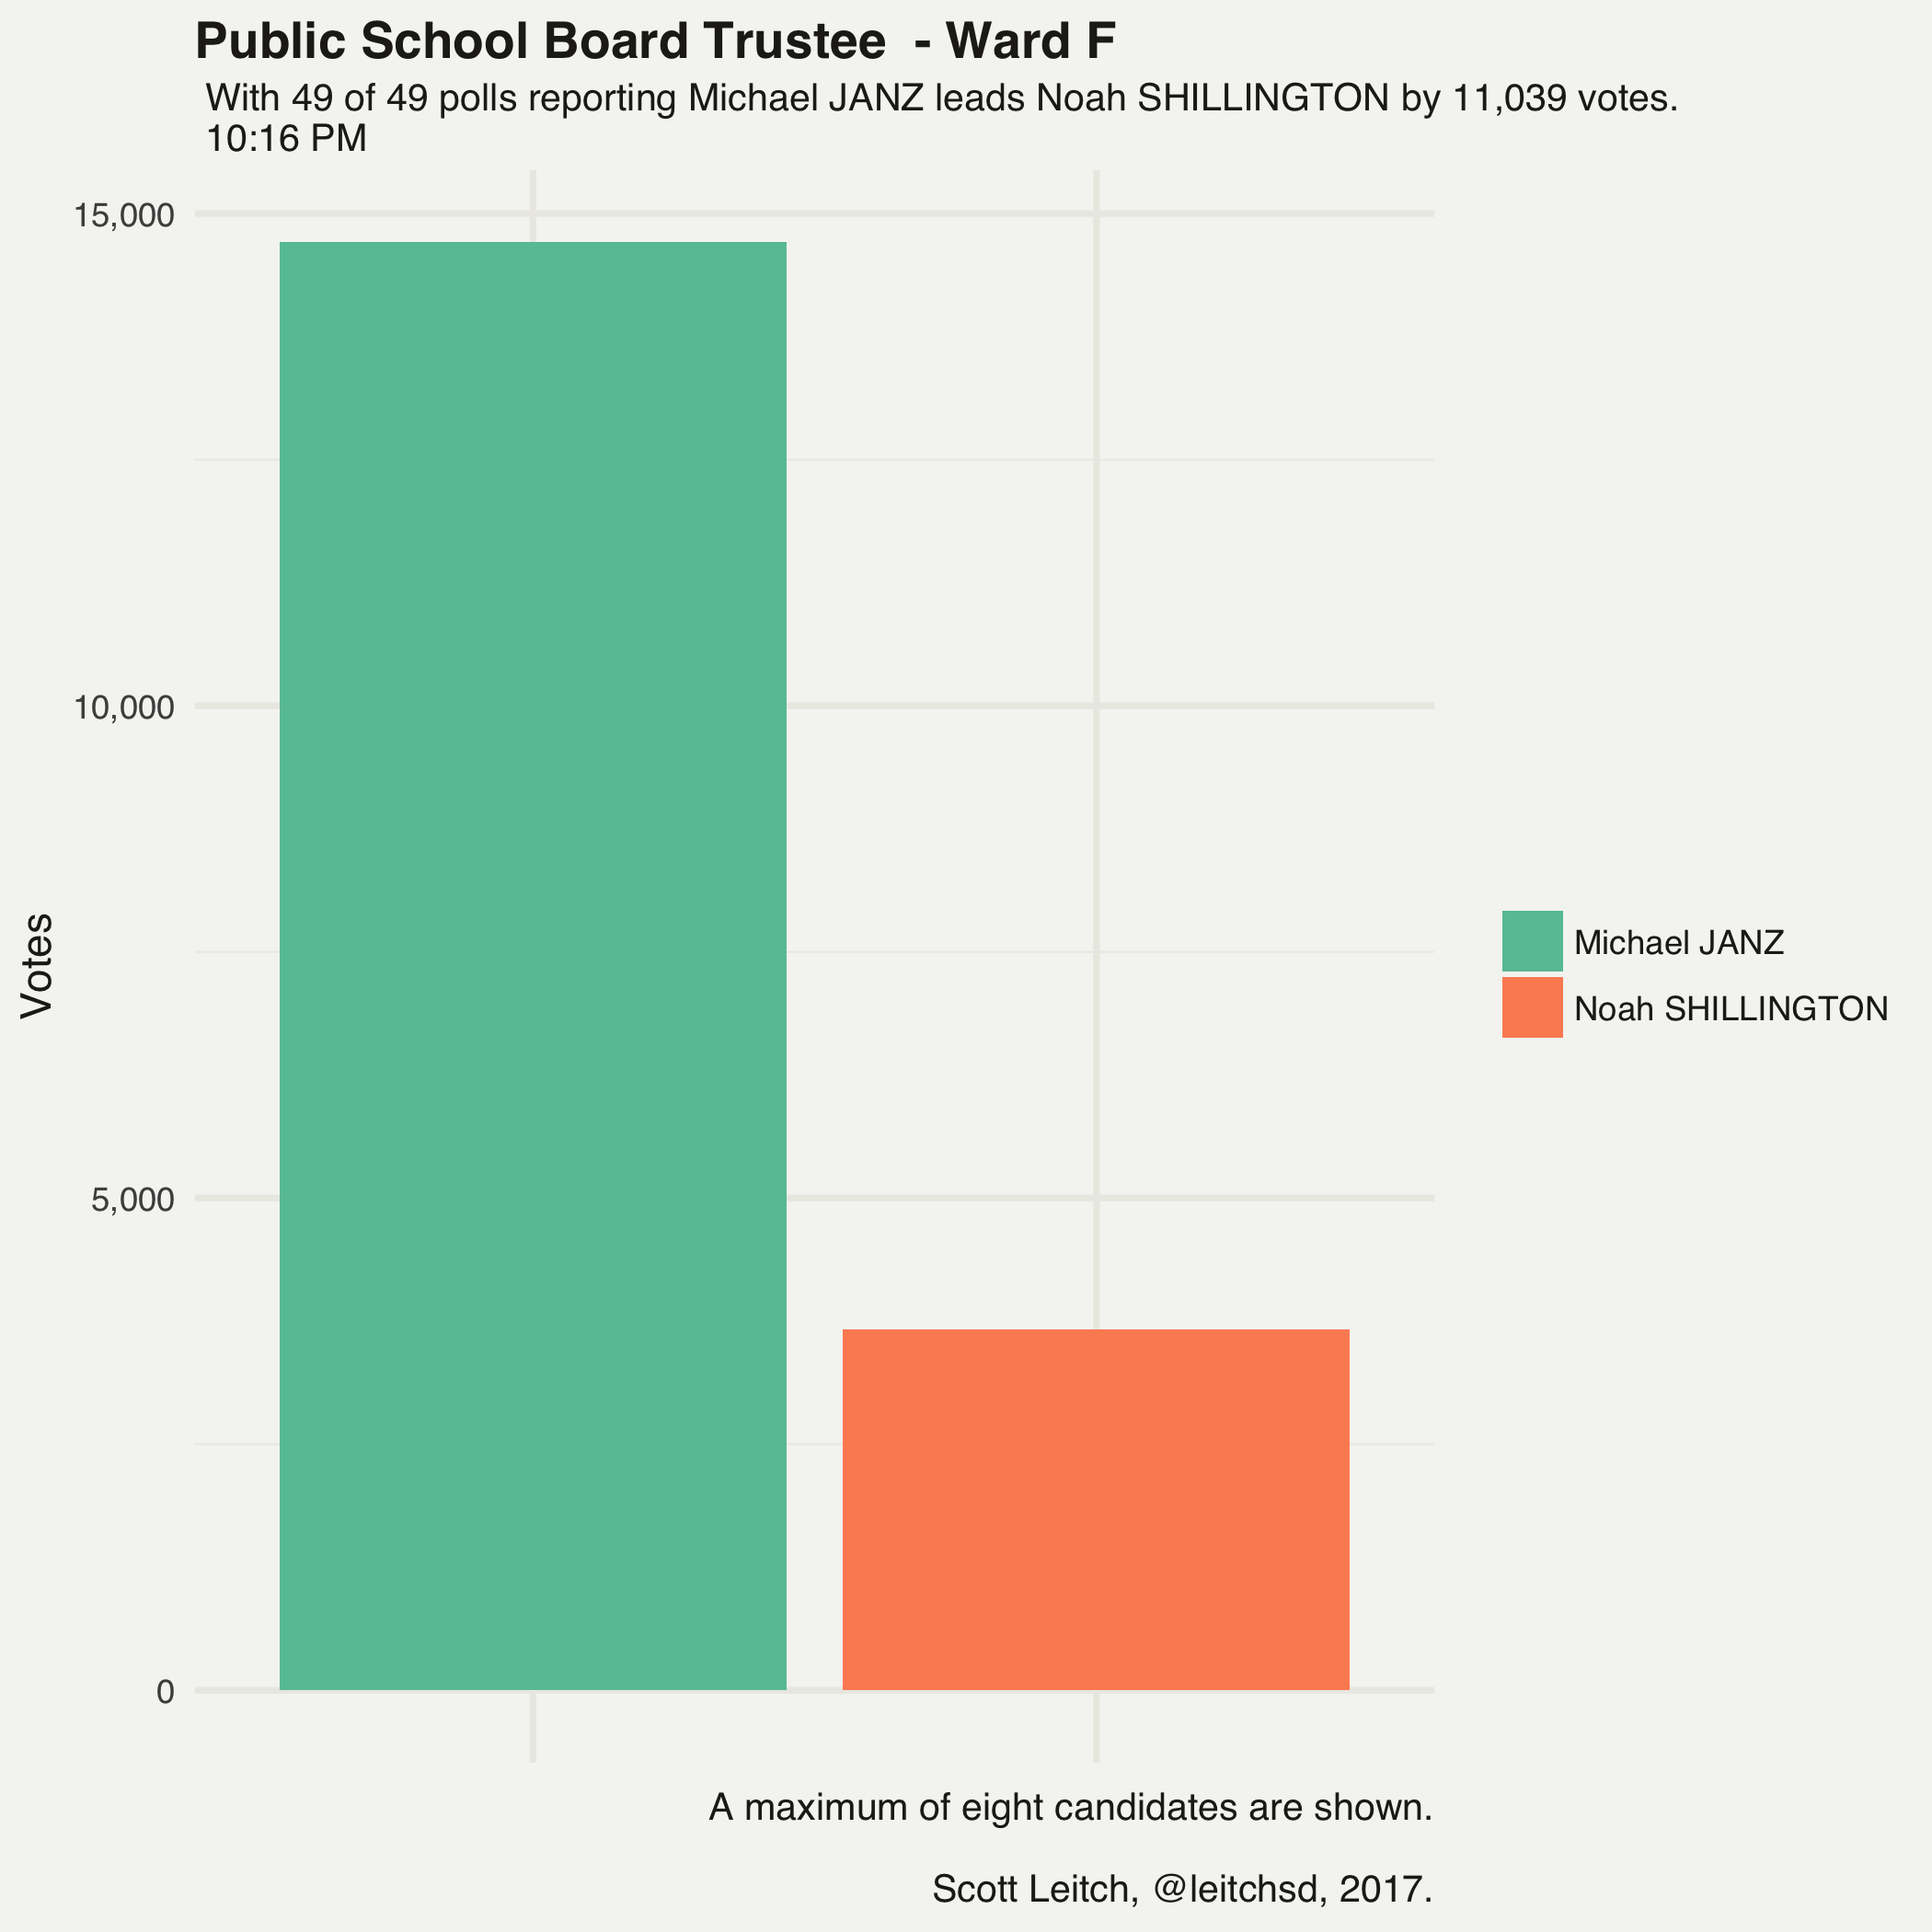 Public School Board Trustee  - Ward F
With 49 of 49 polls reporting Michael JANZ leads Noah SHILLINGTON by 11,039 votes.
10:16 PM
15,000
10,000
5,000
0
Votes
Michael JANZ
Noah SHILLINGTON
A maximum of eight candidates are shown.
Scott Leitch, @leitchsd, 2017.